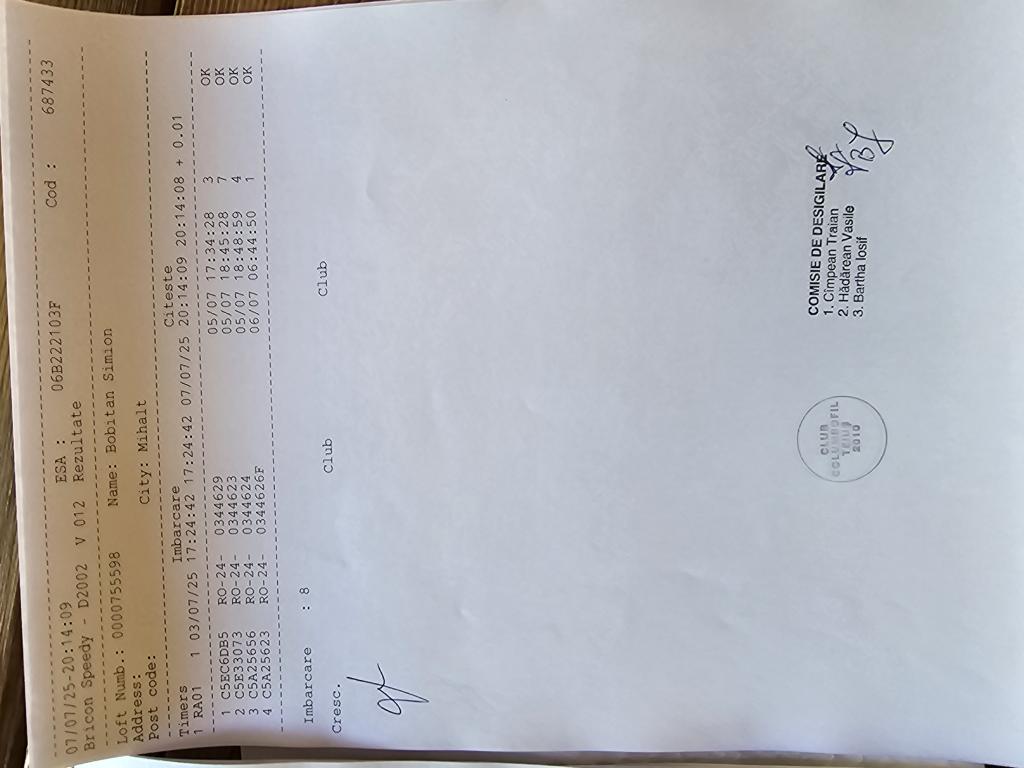 07/07/25-20:14:09 ESA : 06B222103F Cod : 687433
Bricon Speedy - D2002 V 012 Rezultate
Loft Numb.: 0000755598 Name: Bobitan Simion
Address:
Post code: City: Mihalt
Timers Imbarcare Citeste
1 RA01 1 03/07/25 17:24:42 17:24:42 07/07/25 20:14:09 20:14:08 + 0.01
1 C5EC6DB5 RO-24- 0344629 05/07 17:34:28 3 OK
2 C5E33073 RO-24- 0344623 05/07 18:45:28 7 OK
3 C5A25656 RO-24- 0344624 05/07 18:48:59 4 OK
4 C5A25623 RO-24- 0344626F 06/07 06:44:50 1 OK
Imbarcare : 8
Cresc. Club Club
CLUB
COLUMBOFIL
TEIUȘ
2010
COMISIE DE DESIGILARE
1. Cîmpean Traian
2. Hădărean Vasile
3. Bartha Iosif